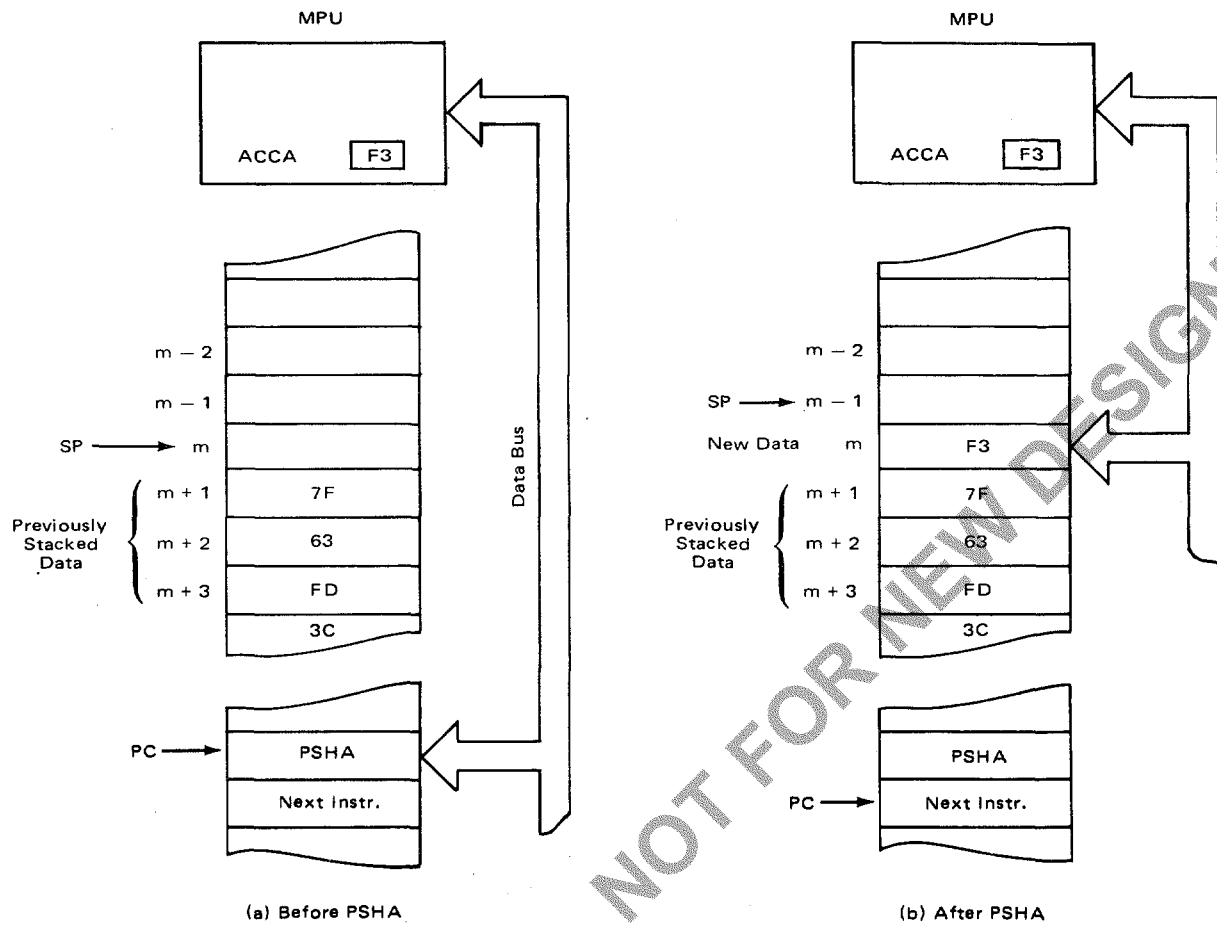 MPU
ACCA F3
m – 2
m – 1
SP m
m + 1 7F
m + 2 63
m + 3 FD
3C
Previously
Stacked
Data
Data Bus
PC PSHA
Next Instr.
(a) Before PSHA
MPU
ACCA F3
m – 2
SP m – 1
New Data m F3
m + 1 7F
m + 2 63
m + 3 FD
3C
Previously
Stacked
Data
PSHA
PC Next Instr.
(b) After PSHA
NOT FOR NEW DESIGN